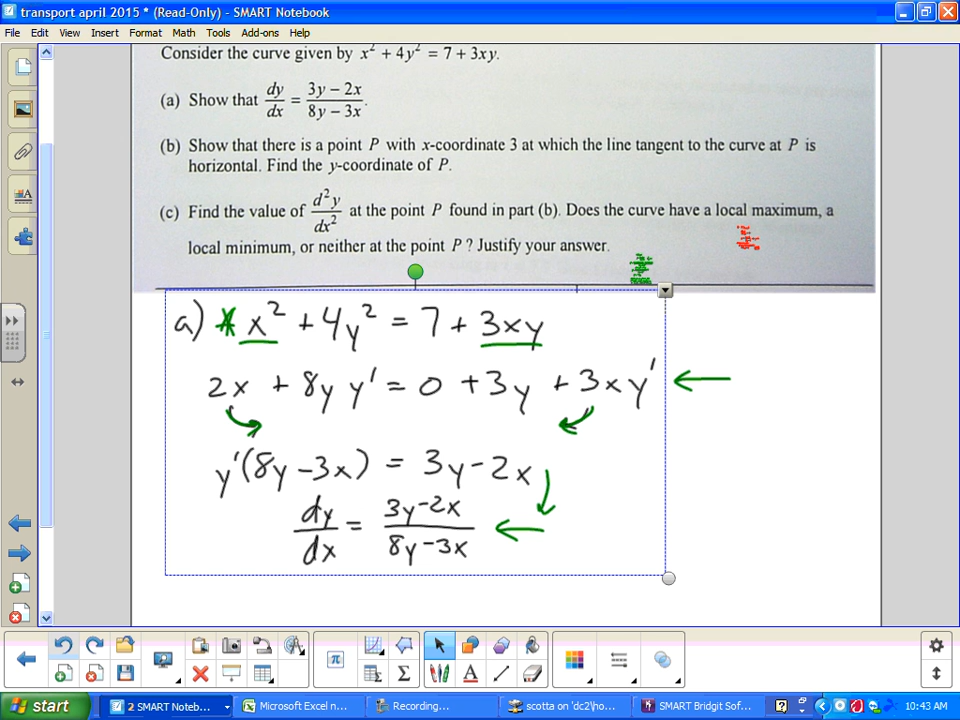 transport april 2015 * (Read-Only) - SMART Notebook
File Edit View Insert Format Math Tools Add-ons Help
Consider the curve given by x² + 4y² = 7 + 3xy.
(a) Show that dy/dx = (3y − 2x)/(8y − 3x).
(b) Show that there is a point P with x-coordinate 3 at which the line tangent to the curve at P is
horizontal. Find the y-coordinate of P.
(c) Find the value of d²y/dx² at the point P found in part (b). Does the curve have a local maximum, a
local minimum, or neither at the point P ? Justify your answer.
a) * x² + 4y² = 7 + 3xy
2x + 8y y' = 0 + 3y + 3xy'
y'(8y − 3x) = 3y − 2x
dy/dx = (3y−2x)/(8y−3x)
start 2 SMART Noteb... Microsoft Excel n... Recording... scotta on 'dc2\ho... SMART Bridgit Sof... 10:43 AM